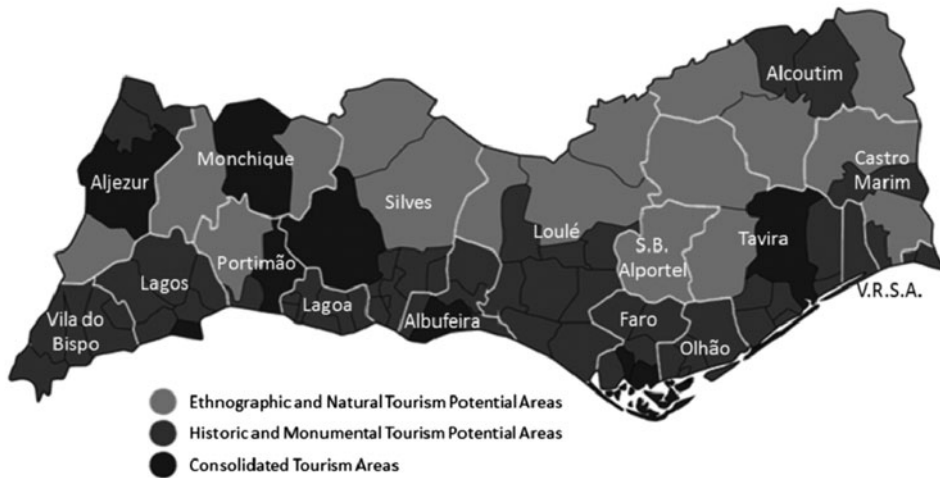 Alcoutim
Monchique
Aljezur
Castro
Marim
Silves
Loulé
S.B.
Alportel
Tavira
Portimão
Lagos
Lagoa
Albufeira
V.R.S.A.
Vila do
Bispo
Faro
Olhão
Ethnographic and Natural Tourism Potential Areas
Historic and Monumental Tourism Potential Areas
Consolidated Tourism Areas